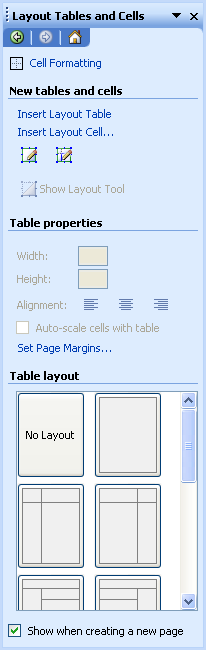 Layout Tables and Cells
Cell Formatting
New tables and cells
Insert Layout Table
Insert Layout Cell...
Show Layout Tool
Table properties
Width:
Height:
Alignment:
Auto-scale cells with table
Set Page Margins...
Table layout
No Layout
Show when creating a new page